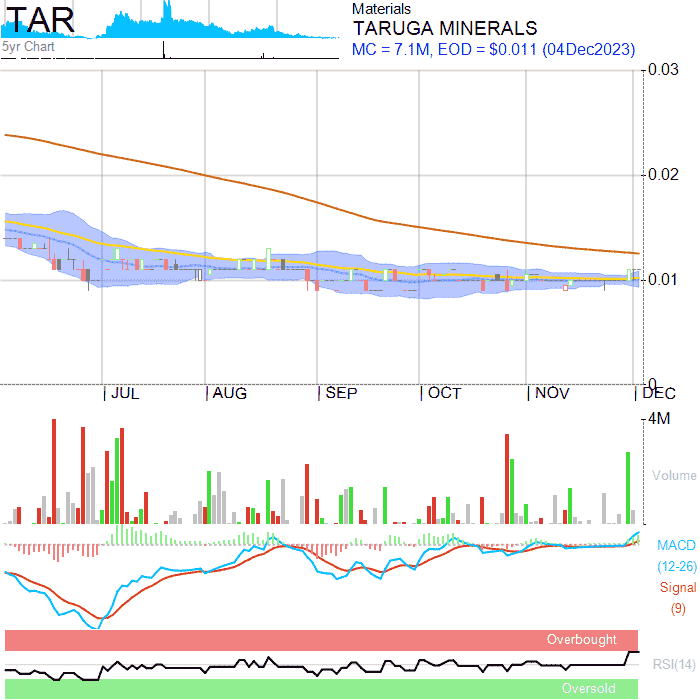 TAR
5yr Chart
Materials
TARUGA MINERALS
MC = 7.1M, EOD = $0.011 (04Dec2023)
0.03
0.02
0.01
0
JUL AUG SEP OCT NOV DEC
4M
Volume
MACD
(12-26)
Signal
(9)
Overbought
RSI(14)
Oversold